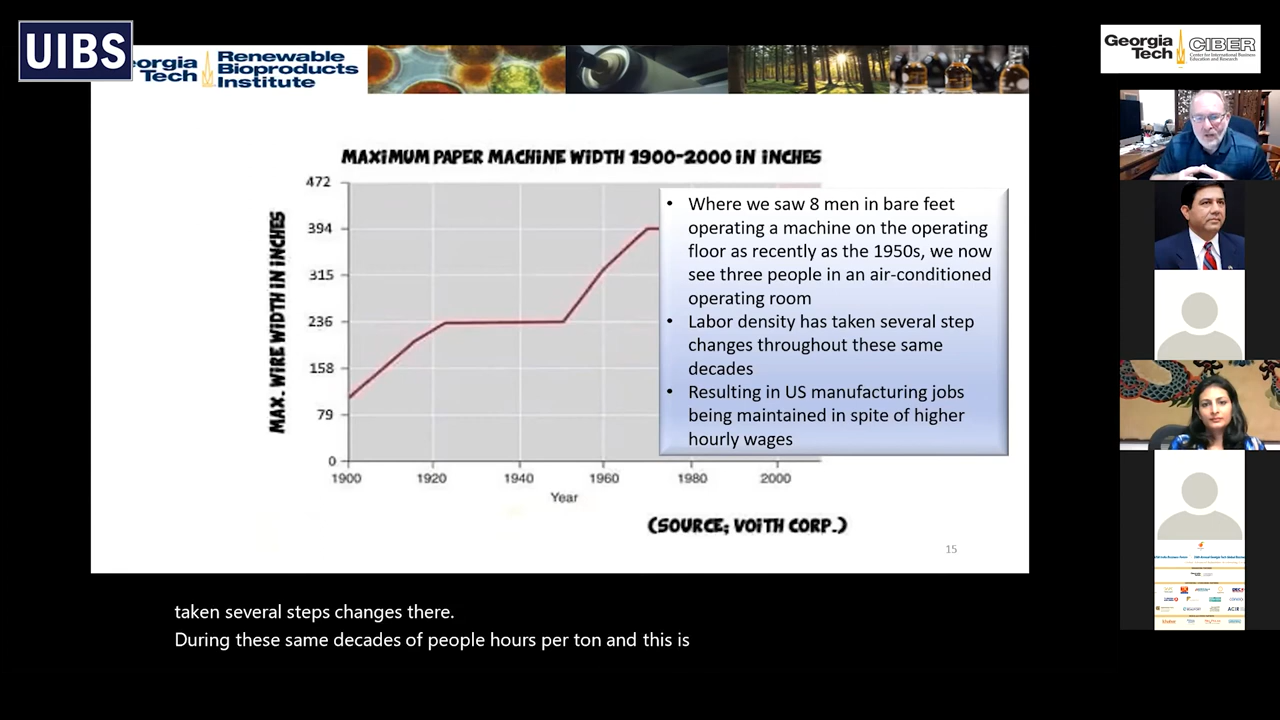 UIBS
Georgia Tech
Renewable Bioproducts Institute
Georgia Tech
CIBER
Center for International Business
Education and Research
MAXIMUM PAPER MACHINE WIDTH 1900-2000 IN INCHES
MAX. WIRE WIDTH IN INCHES
472
394
315
236
158
79
0
1900
1920
1940
1960
1980
2000
Year
• Where we saw 8 men in bare feet
operating a machine on the operating
floor as recently as the 1950s, we now
see three people in an air-conditioned
operating room
• Labor density has taken several step
changes throughout these same
decades
• Resulting in US manufacturing jobs
being maintained in spite of higher
hourly wages
(SOURCE; VOITH CORP.)
15
taken several steps changes there.
During these same decades of people hours per ton and this is